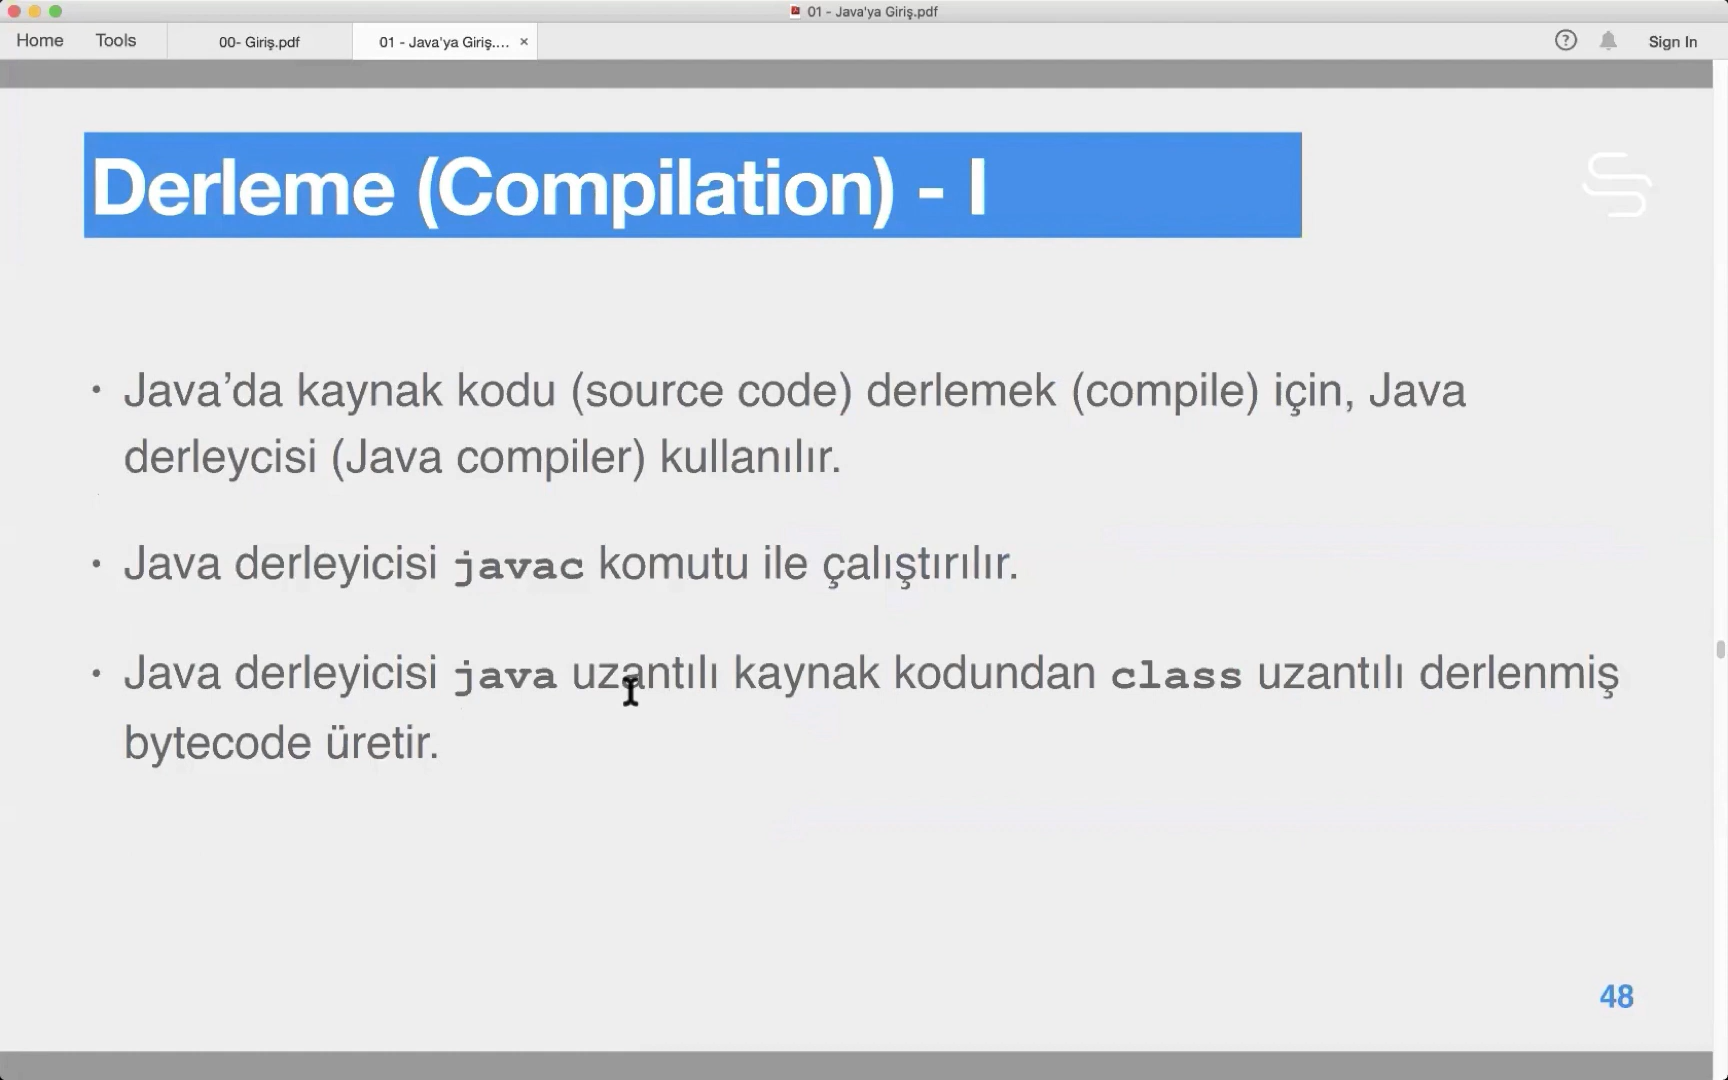 01 - Java'ya Giriş.pdf
Home Tools 00- Giriş.pdf 01 - Java'ya Giriş.... × ? Sign In
Derleme (Compilation) - I
• Java’da kaynak kodu (source code) derlemek (compile) için, Java
derleycisi (Java compiler) kullanılır.
• Java derleyicisi javac komutu ile çalıştırılır.
• Java derleyicisi java uzantılı kaynak kodundan class uzantılı derlenmiş
bytecode üretir.
48